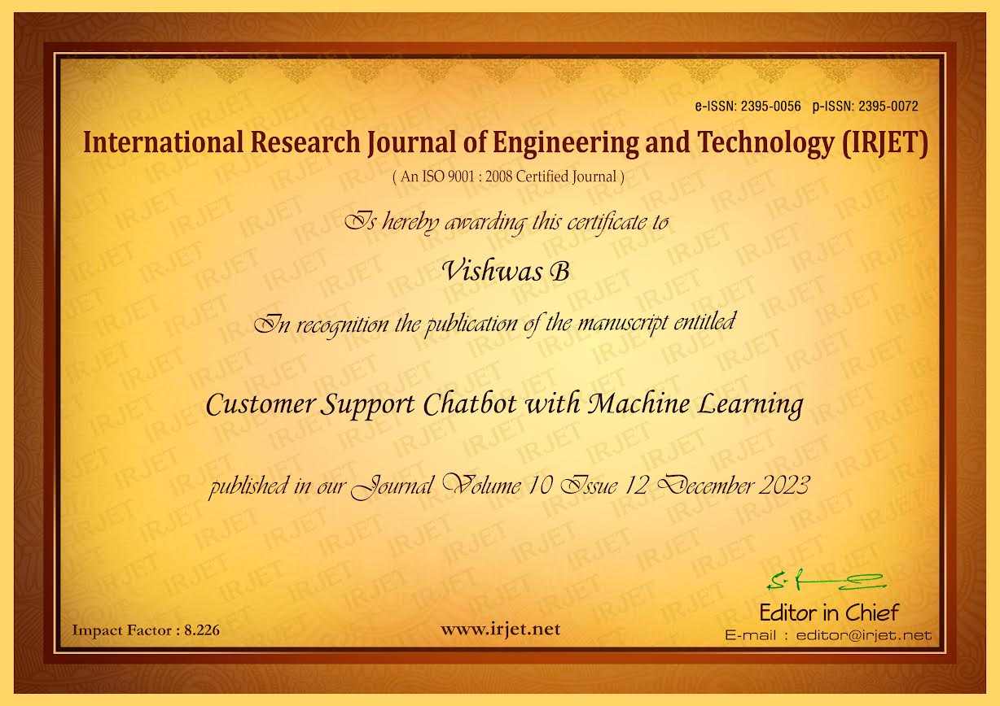 e-ISSN: 2395-0056 p-ISSN: 2395-0072
International Research Journal of Engineering and Technology (IRJET)
( An ISO 9001 : 2008 Certified Journal )
Is hereby awarding this certificate to
Vishwas B
In recognition the publication of the manuscript entitled
Customer Support Chatbot with Machine Learning
published in our Journal Volume 10 Issue 12 December 2023
Editor in Chief
Impact Factor : 8.226
www.irjet.net
E-mail : editor@irjet.net